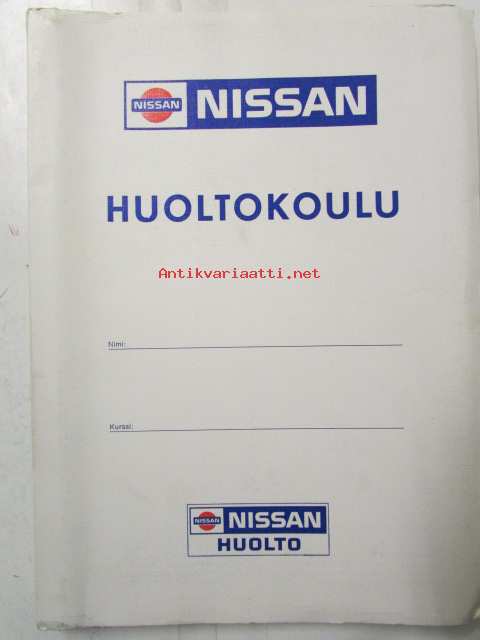 NISSAN NISSAN
HUOLTOKOULU
Antikvariaatti.net
Nimi:
Kurssi:
NISSAN NISSAN
HUOLTO